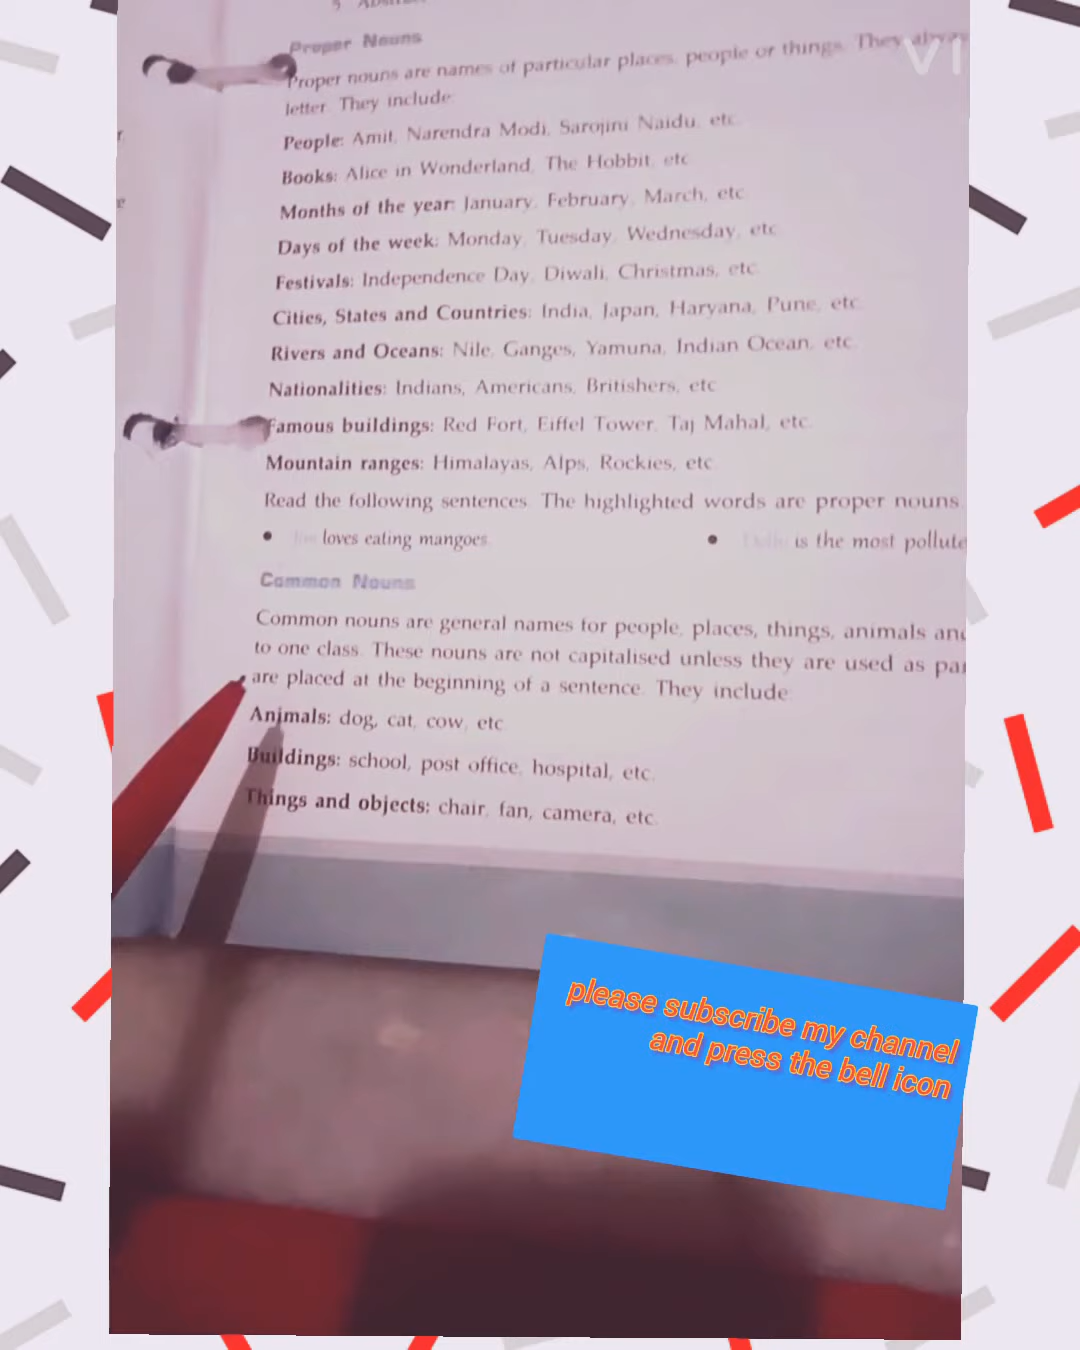 Proper Nouns
Proper nouns are names of particular places, people or things. They
letter. They include:
People: Amit, Narendra Modi, Sarojini Naidu, etc.
Books: Alice in Wonderland, The Hobbit, etc
Months of the year: January, February, March, etc.
Days of the week: Monday, Tuesday, Wednesday, etc
Festivals: Independence Day, Diwali, Christmas, etc.
Cities, States and Countries: India, Japan, Haryana, Pune, etc.
Rivers and Oceans: Nile, Ganges, Yamuna, Indian Ocean, etc.
Nationalities: Indians, Americans, Britishers, etc
Famous buildings: Red Fort, Eiffel Tower, Taj Mahal, etc.
Mountain ranges: Himalayas, Alps, Rockies, etc
Read the following sentences. The highlighted words are proper nouns.
• loves eating mangoes. • is the most pollute
Common Nouns
Common nouns are general names for people, places, things, animals and
to one class. These nouns are not capitalised unless they are used as par
are placed at the beginning of a sentence. They include:
Animals: dog, cat, cow, etc
Buildings: school, post office, hospital, etc.
Things and objects: chair, fan, camera, etc.
please subscribe my channel
and press the bell icon